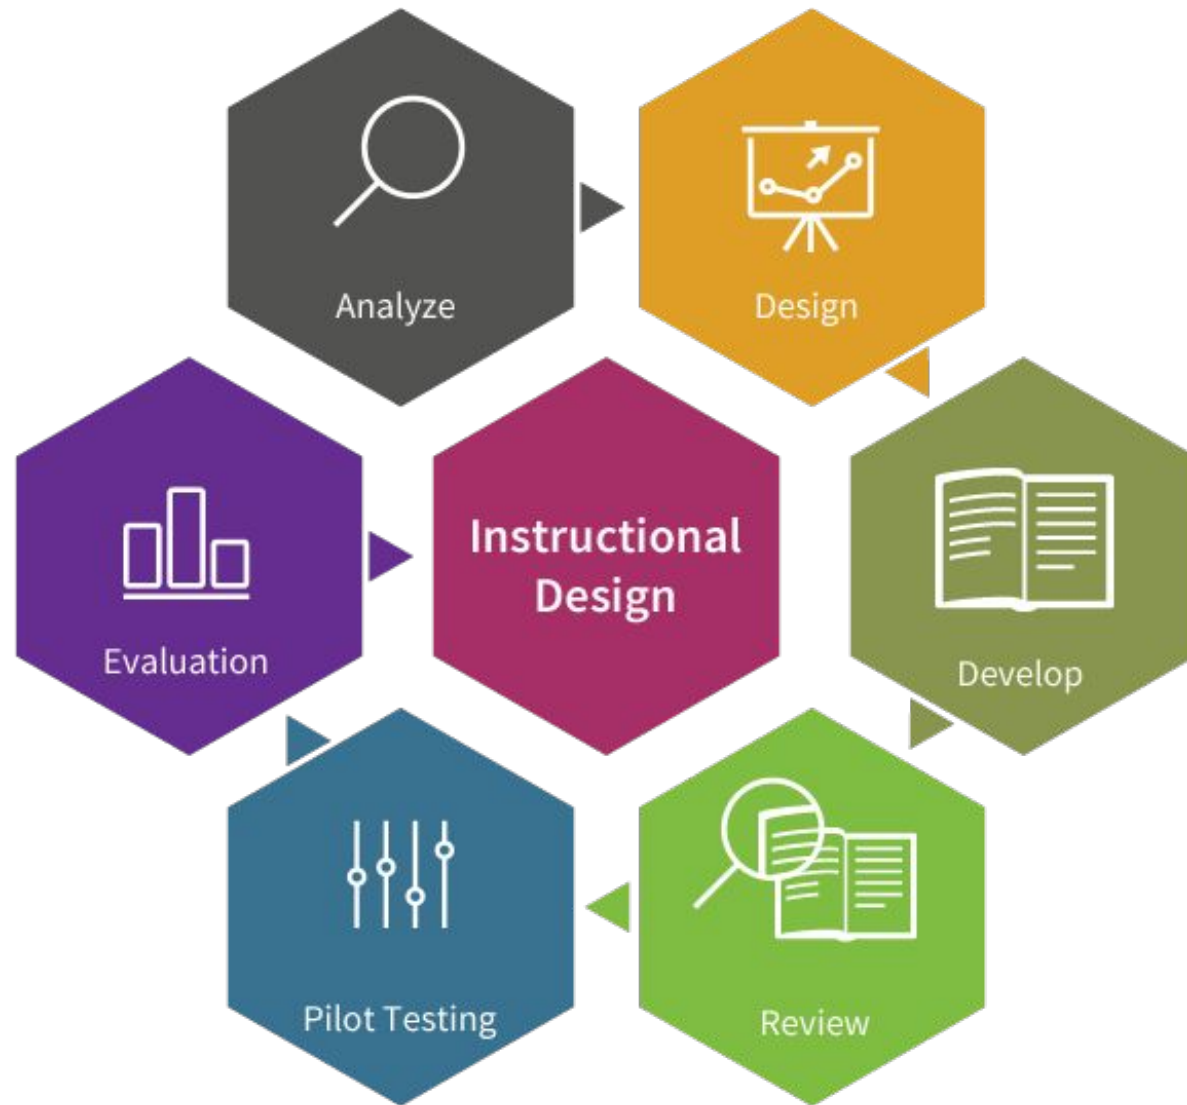 Analyze
Design
Evaluation
Instructional
Design
Develop
Pilot Testing
Review